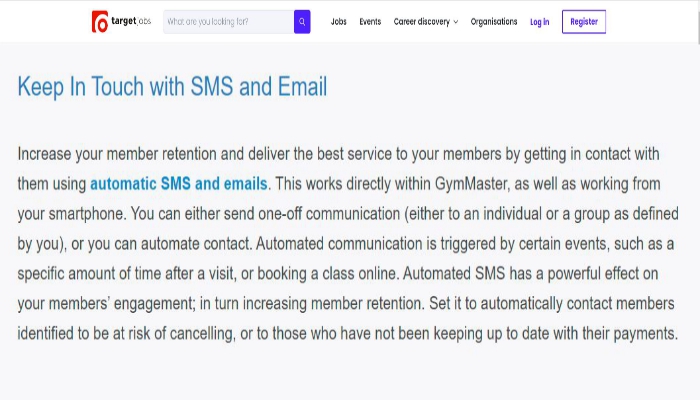 targetjobs What are you looking for? Jobs Events Career discovery Organisations Log in Register
Keep In Touch with SMS and Email
Increase your member retention and deliver the best service to your members by getting in contact with
them using automatic SMS and emails. This works directly within GymMaster, as well as working from
your smartphone. You can either send one-off communication (either to an individual or a group as defined
by you), or you can automate contact. Automated communication is triggered by certain events, such as a
specific amount of time after a visit, or booking a class online. Automated SMS has a powerful effect on
your members' engagement; in turn increasing member retention. Set it to automatically contact members
identified to be at risk of cancelling, or to those who have not been keeping up to date with their payments.